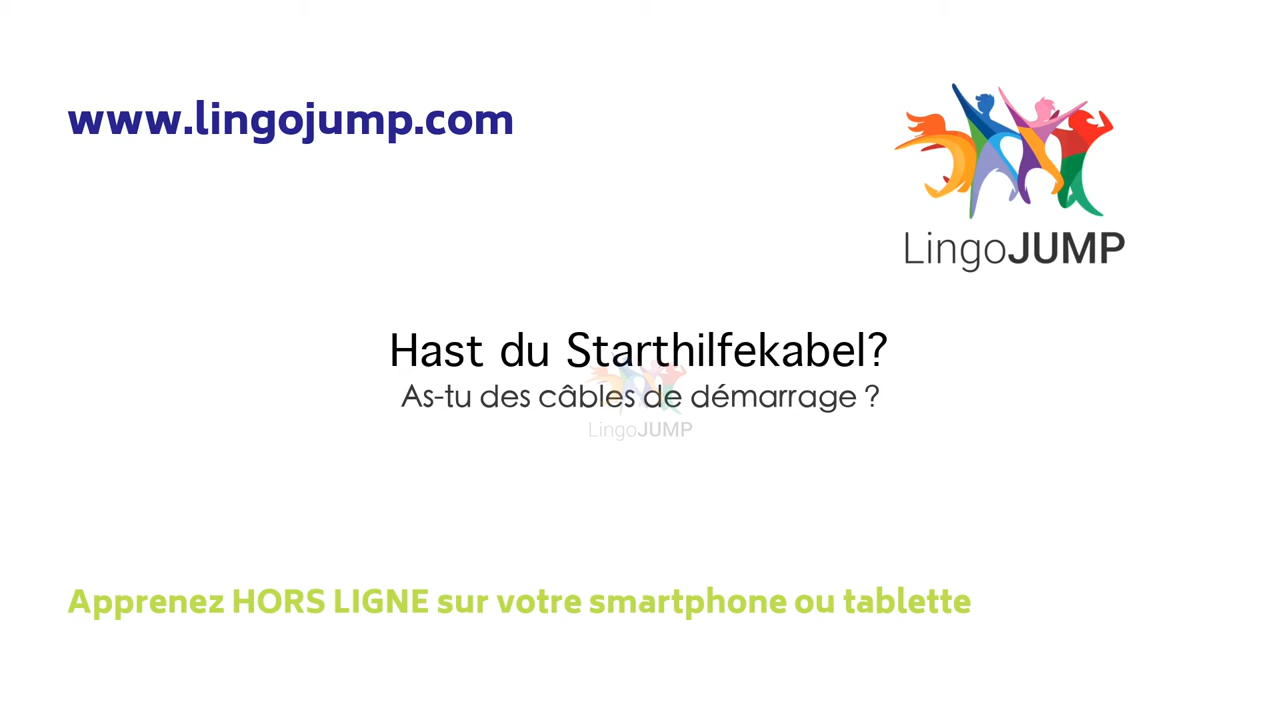 www.lingojump.com
LingoJUMP
Hast du Starthilfekabel?
As-tu des câbles de démarrage ?
LingoJUMP
Apprenez HORS LIGNE sur votre smartphone ou tablette